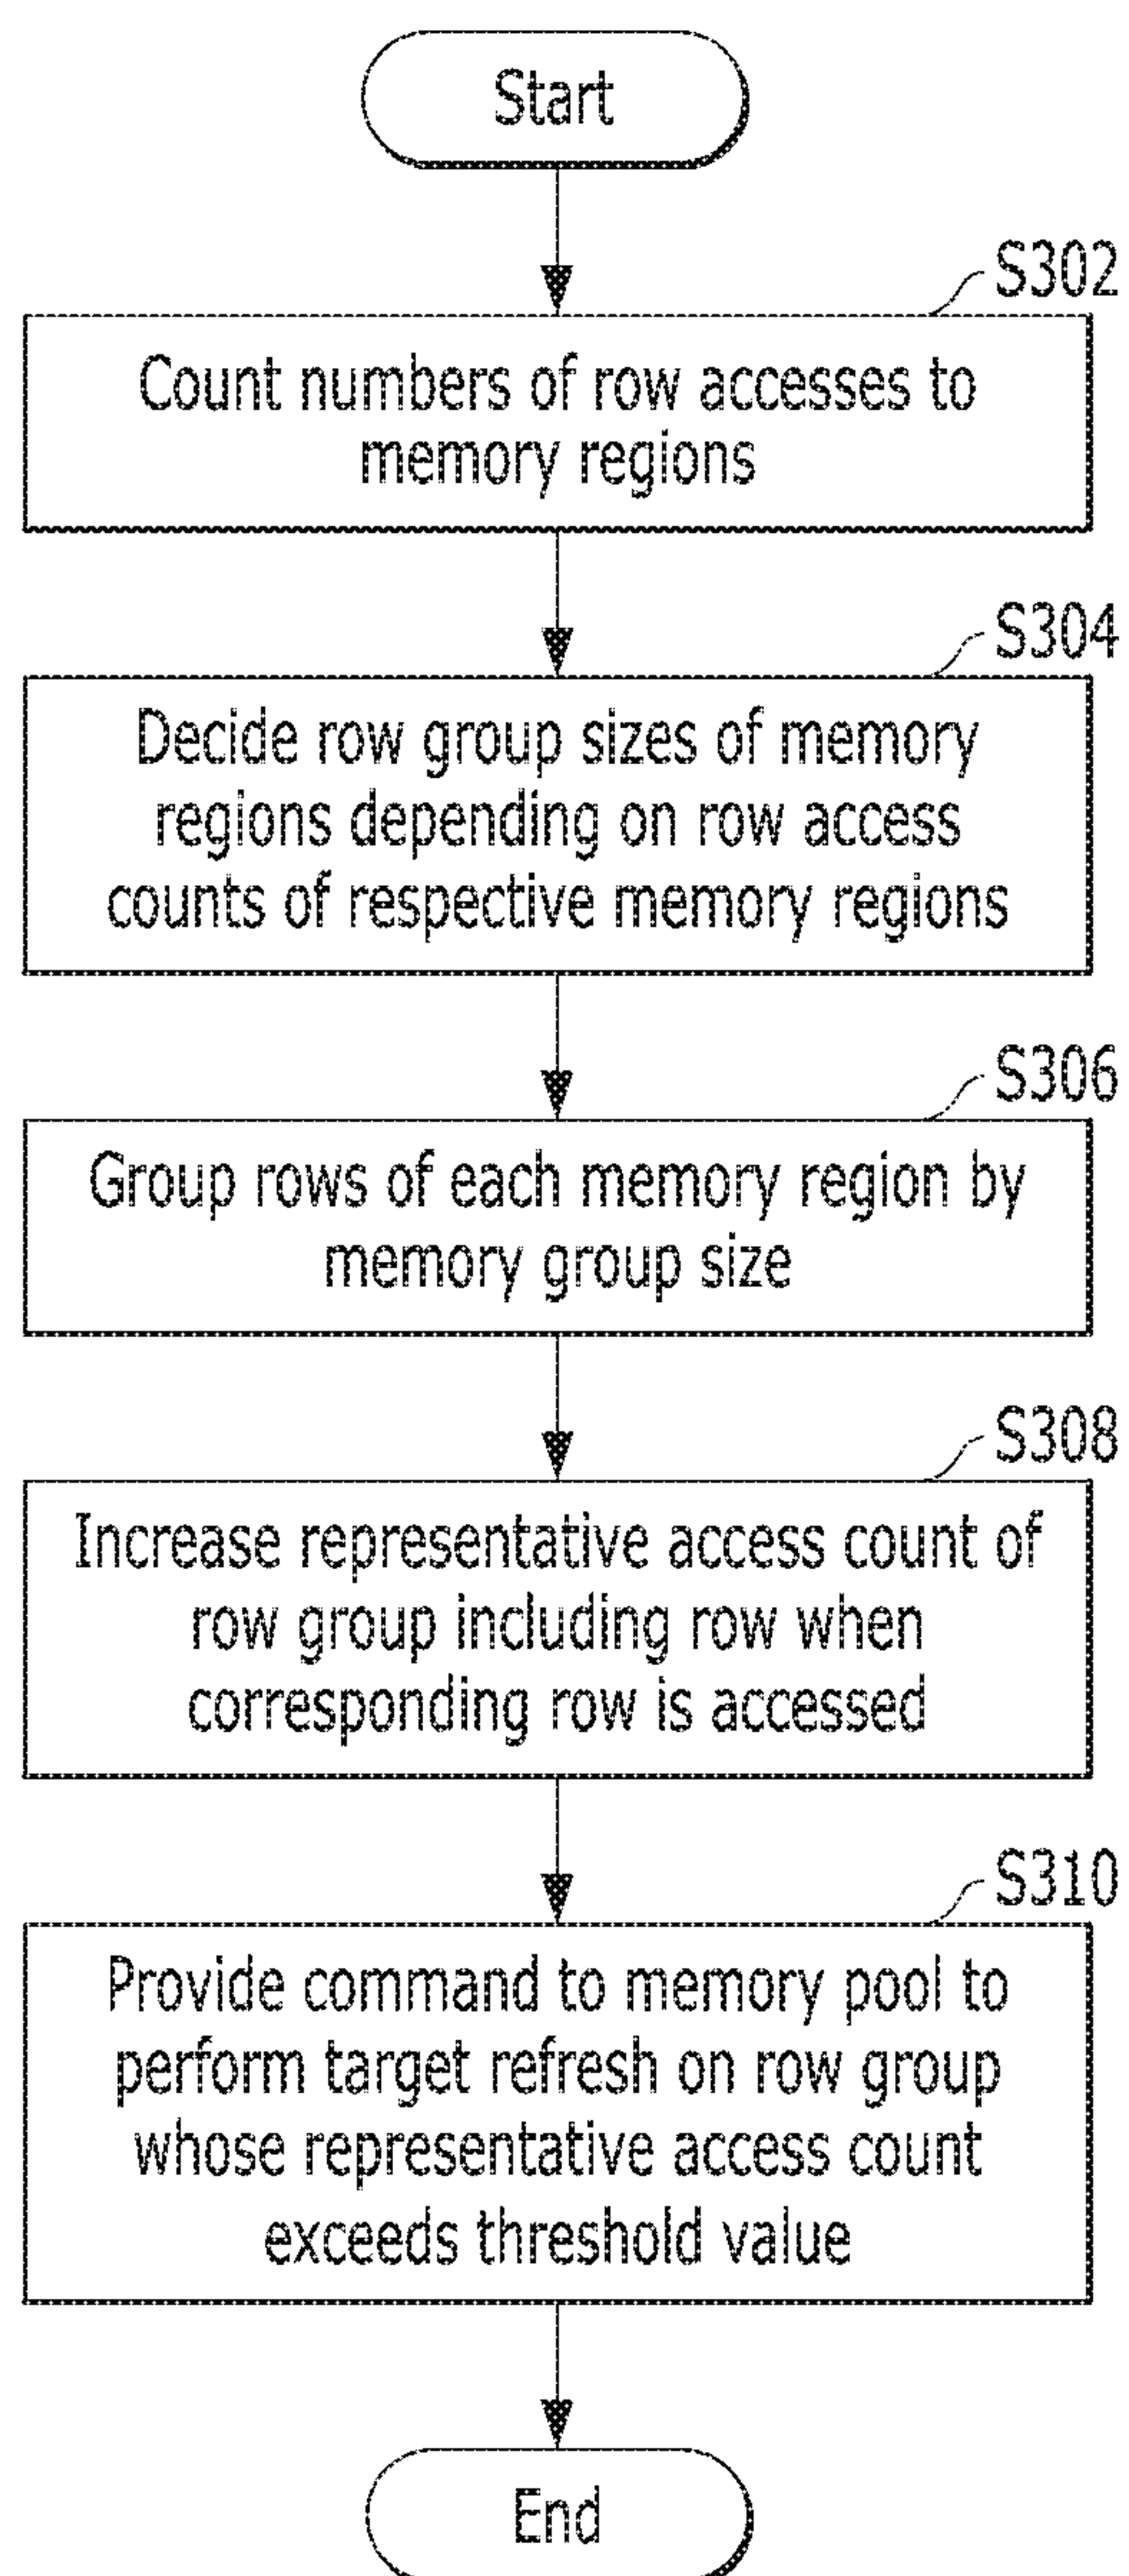 Start
S302
Count numbers of row accesses to
memory regions
S304
Decide row group sizes of memory
regions depending on row access
counts of respective memory regions
S306
Group rows of each memory region by
memory group size
S308
Increase representative access count of
row group including row when
corresponding row is accessed
S310
Provide command to memory pool to
perform target refresh on row group
whose representative access count
exceeds threshold value
End